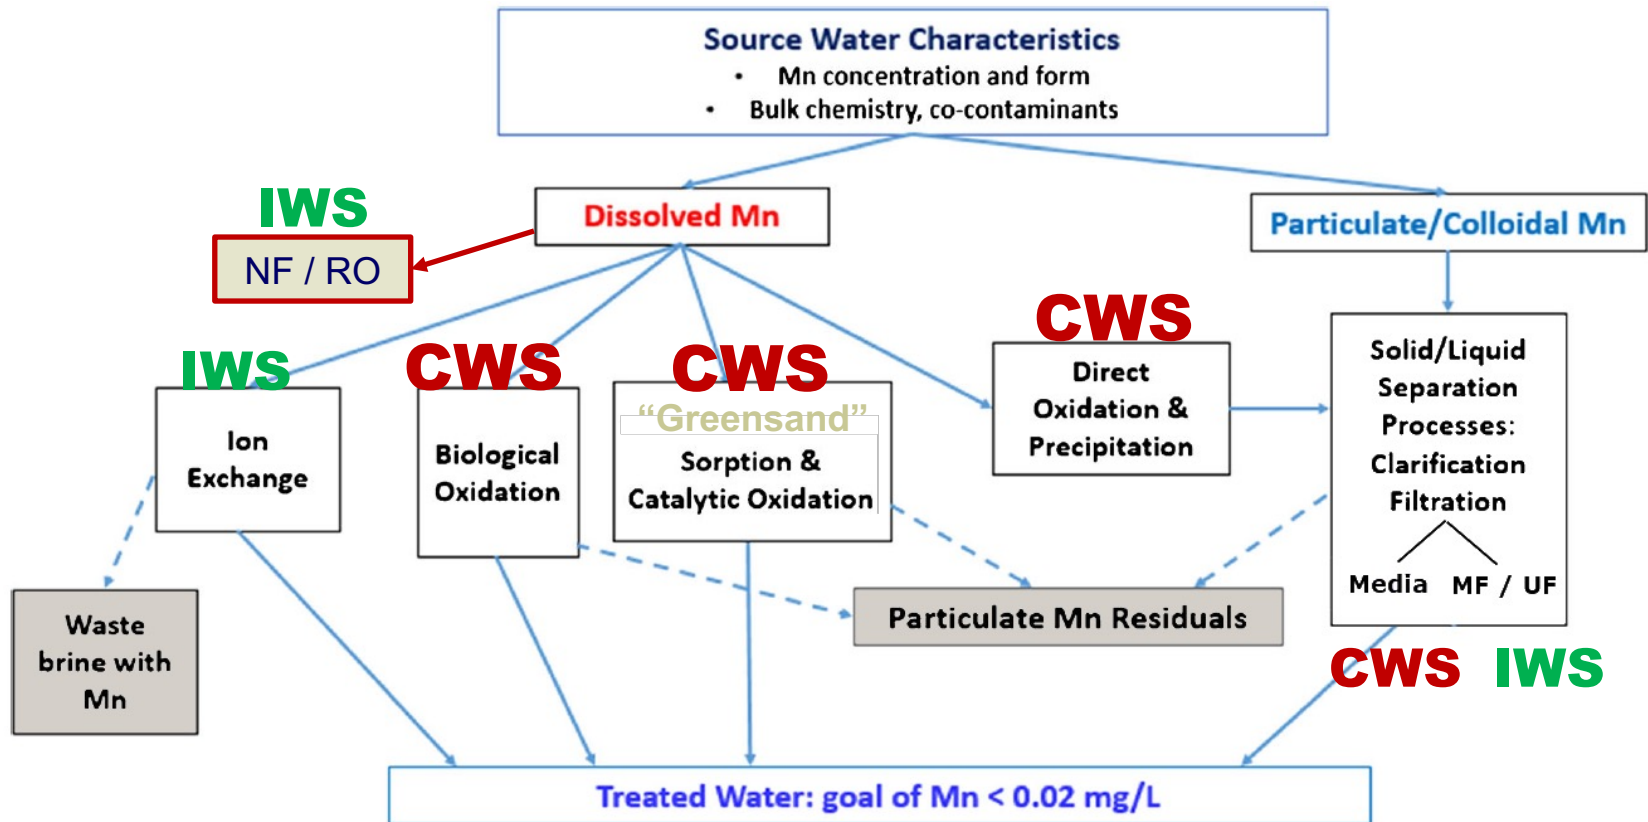 Source Water Characteristics
• Mn concentration and form
• Bulk chemistry, co-contaminants
IWS
NF / RO
Dissolved Mn
Particulate/Colloidal Mn
IWS
Ion
Exchange
CWS
Biological
Oxidation
CWS
“Greensand”
Sorption &
Catalytic Oxidation
CWS
Direct
Oxidation &
Precipitation
Solid/Liquid
Separation
Processes:
Clarification
Filtration
Media MF / UF
CWS IWS
Waste
brine with
Mn
Particulate Mn Residuals
Treated Water: goal of Mn < 0.02 mg/L